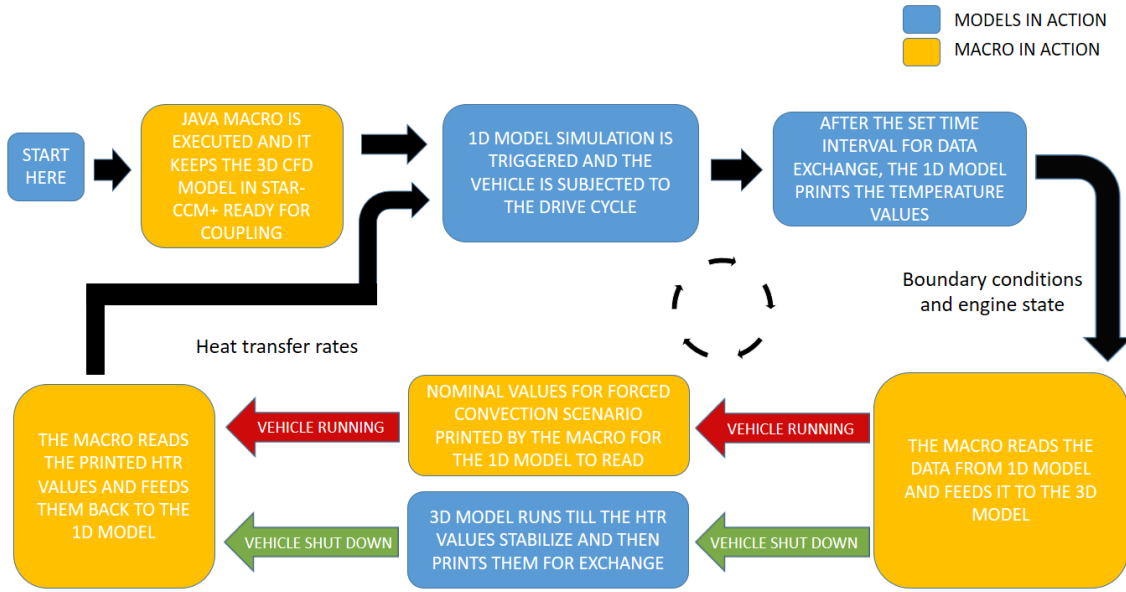 MODELS IN ACTION
MACRO IN ACTION
START
HERE
JAVA MACRO IS
EXECUTED AND IT
KEEPS THE 3D CFD
MODEL IN STAR-
CCM+ READY FOR
COUPLING
1D MODEL SIMULATION IS
TRIGGERED AND THE
VEHICLE IS SUBJECTED TO
THE DRIVE CYCLE
AFTER THE SET TIME
INTERVAL FOR DATA
EXCHANGE, THE 1D MODEL
PRINTS THE TEMPERATURE
VALUES
Boundary conditions
and engine state
Heat transfer rates
THE MACRO READS THE
DATA FROM 1D MODEL
AND FEEDS IT TO THE 3D
MODEL
VEHICLE RUNNING
NOMINAL VALUES FOR FORCED
CONVECTION SCENARIO
PRINTED BY THE MACRO FOR
THE 1D MODEL TO READ
VEHICLE RUNNING
VEHICLE SHUT DOWN
3D MODEL RUNS TILL THE HTR
VALUES STABILIZE AND THEN
PRINTS THEM FOR EXCHANGE
VEHICLE SHUT DOWN
THE MACRO READS
THE PRINTED HTR
VALUES AND FEEDS
THEM BACK TO THE
1D MODEL